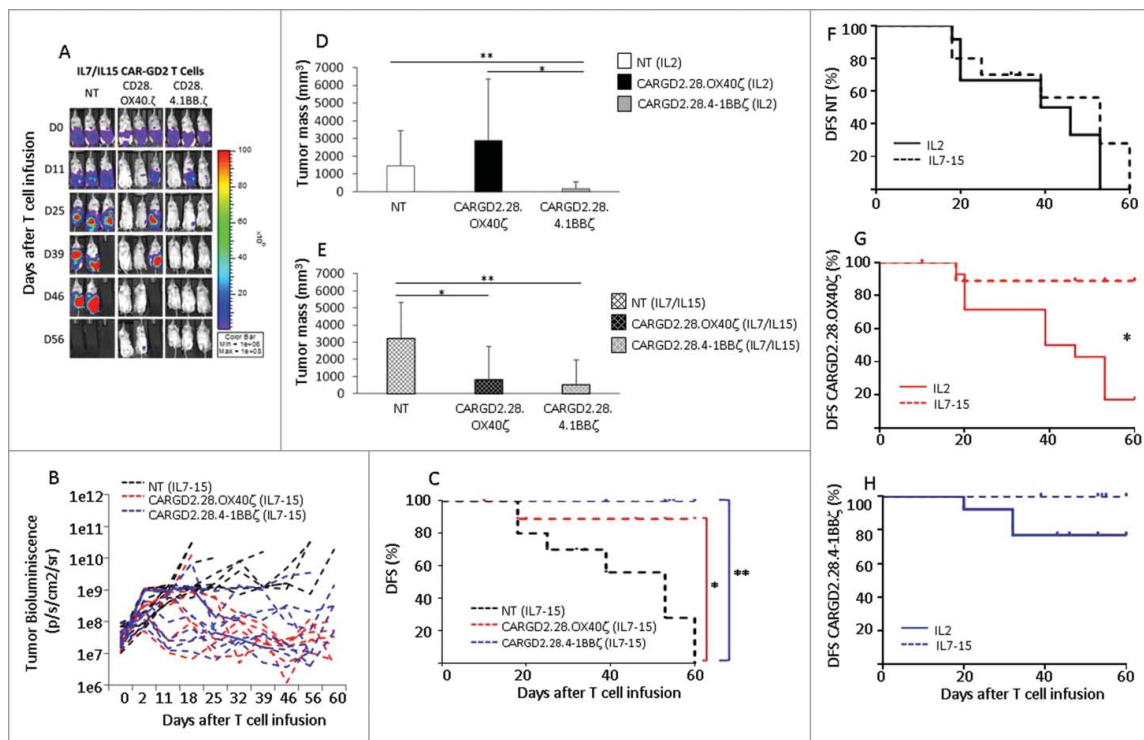 A
IL7/IL15 CAR-GD2 T Cells
NT
CD28.
OX40.ζ
CD28.
4.1BB.ζ
Days after T cell infusion
D0
D11
D25
D39
D46
D56
100
80
60
40
20
×10⁶
Color Bar
Min = 1e+06
Max = 1e+08
D
Tumor mass (mm³)
7000
6000
5000
4000
3000
2000
1000
0
**
*
NT (IL2)
CARGD2.28.OX40ζ (IL2)
CARGD2.28.4-1BBζ (IL2)
NT
CARGD2.28.
OX40ζ
CARGD2.28.
4.1BBζ
E
Tumor mass (mm³)
7000
6000
5000
4000
3000
2000
1000
0
**
*
NT (IL7/IL15)
CARGD2.28.OX40ζ (IL7/IL15)
CARGD2.28.4-1BBζ (IL7/IL15)
NT
CARGD2.28.
OX40ζ
CARGD2.28.
4.1BBζ
B
Tumor Bioluminiscence
(p/s/cm2/sr)
1e12
1e11
1e10
1e9
1e8
1e7
1e6
NT (IL7-15)
CARGD2.28.OX40ζ (IL7-15)
CARGD2.28.4-1BBζ (IL7-15)
0 2 11 18 25 32 39 46 53 60
Days after T cell infusion
C
DFS (%)
100
80
60
40
20
NT (IL7-15)
CARGD2.28.OX40ζ (IL7-15)
CARGD2.28.4-1BBζ (IL7-15)
*
**
0 20 40 60
Days after T cell infusion
F
DFS NT (%)
100
80
60
40
20
IL2
IL7-15
0 20 40 60
G
DFS CARGD2.28.OX40ζ (%)
100
80
60
40
20
*
IL2
IL7-15
0 20 40 60
H
DFS CARGD2.28.4-1BBζ (%)
100
80
60
40
20
IL2
IL7-15
0 20 40 60
Days after T cell infusion